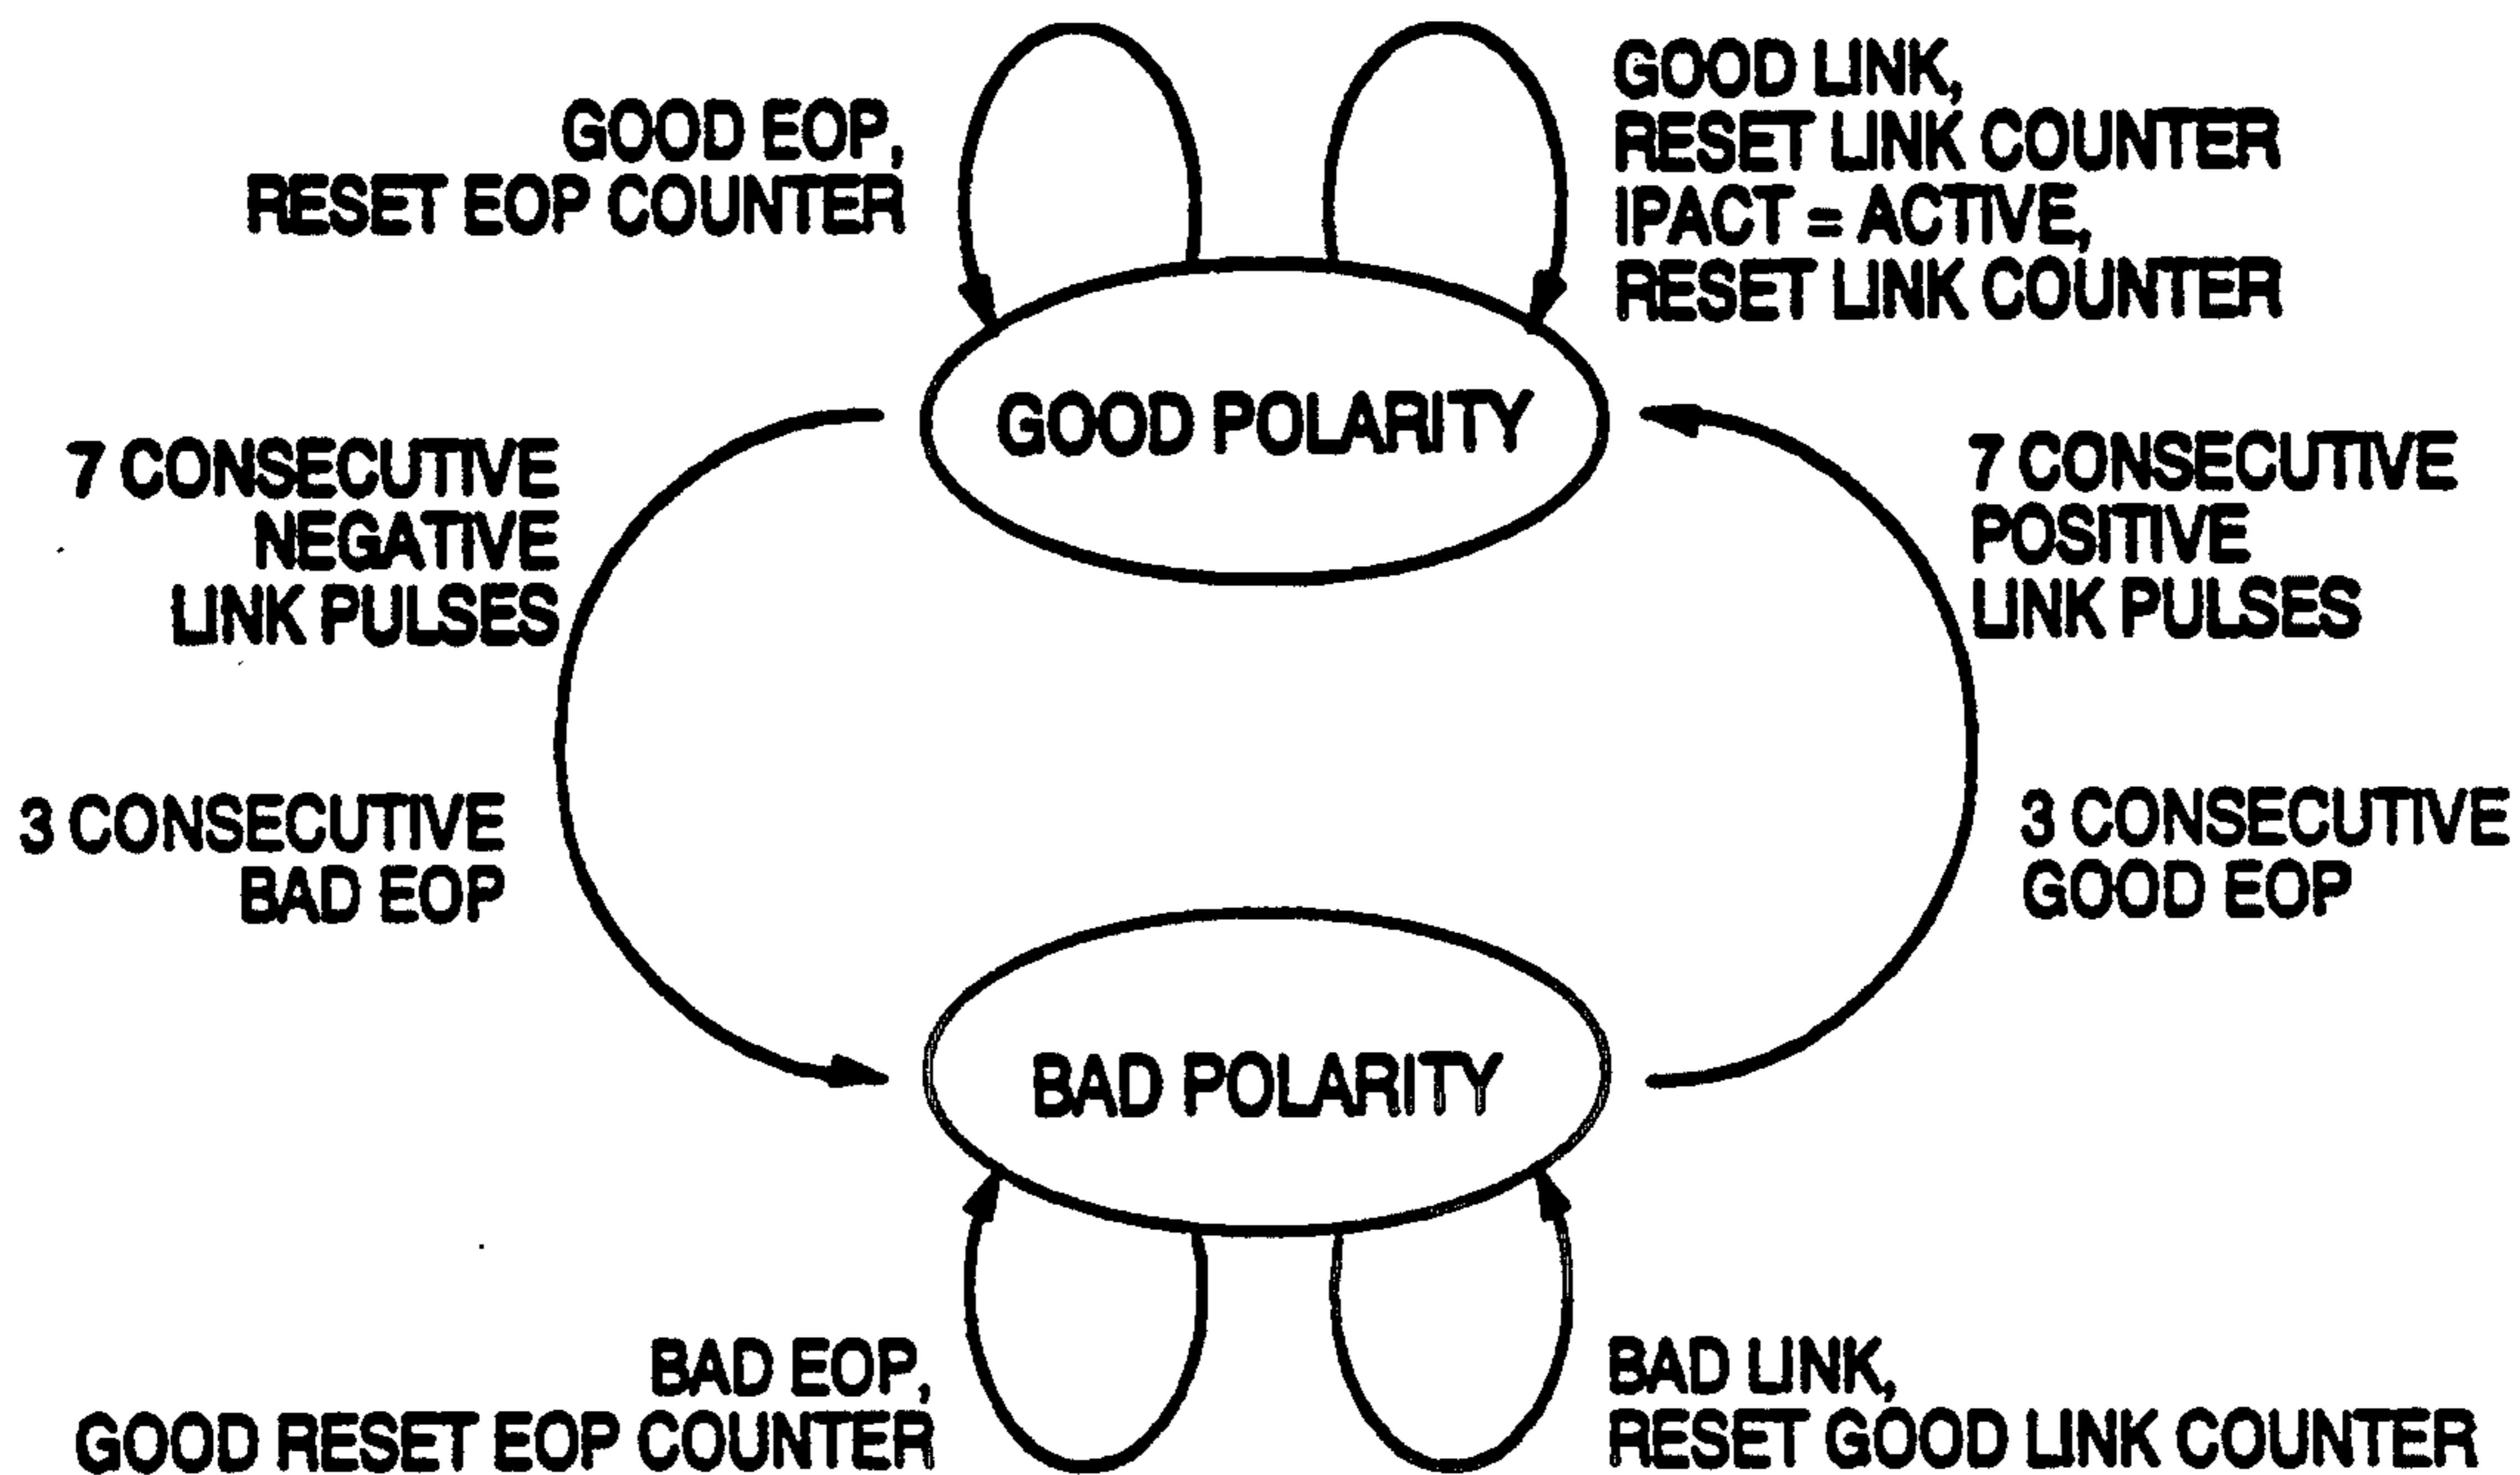 GOOD EOP,
RESET EOP COUNTER
GOOD LINK,
RESET LINK COUNTER
IPACT = ACTIVE,
RESET LINK COUNTER
GOOD POLARITY
7 CONSECUTIVE
NEGATIVE
LINK PULSES
7 CONSECUTIVE
POSITIVE
LINK PULSES
3 CONSECUTIVE
BAD EOP
3 CONSECUTIVE
GOOD EOP
BAD POLARITY
BAD EOP,
GOOD RESET EOP COUNTER
BAD LINK,
RESET GOOD LINK COUNTER